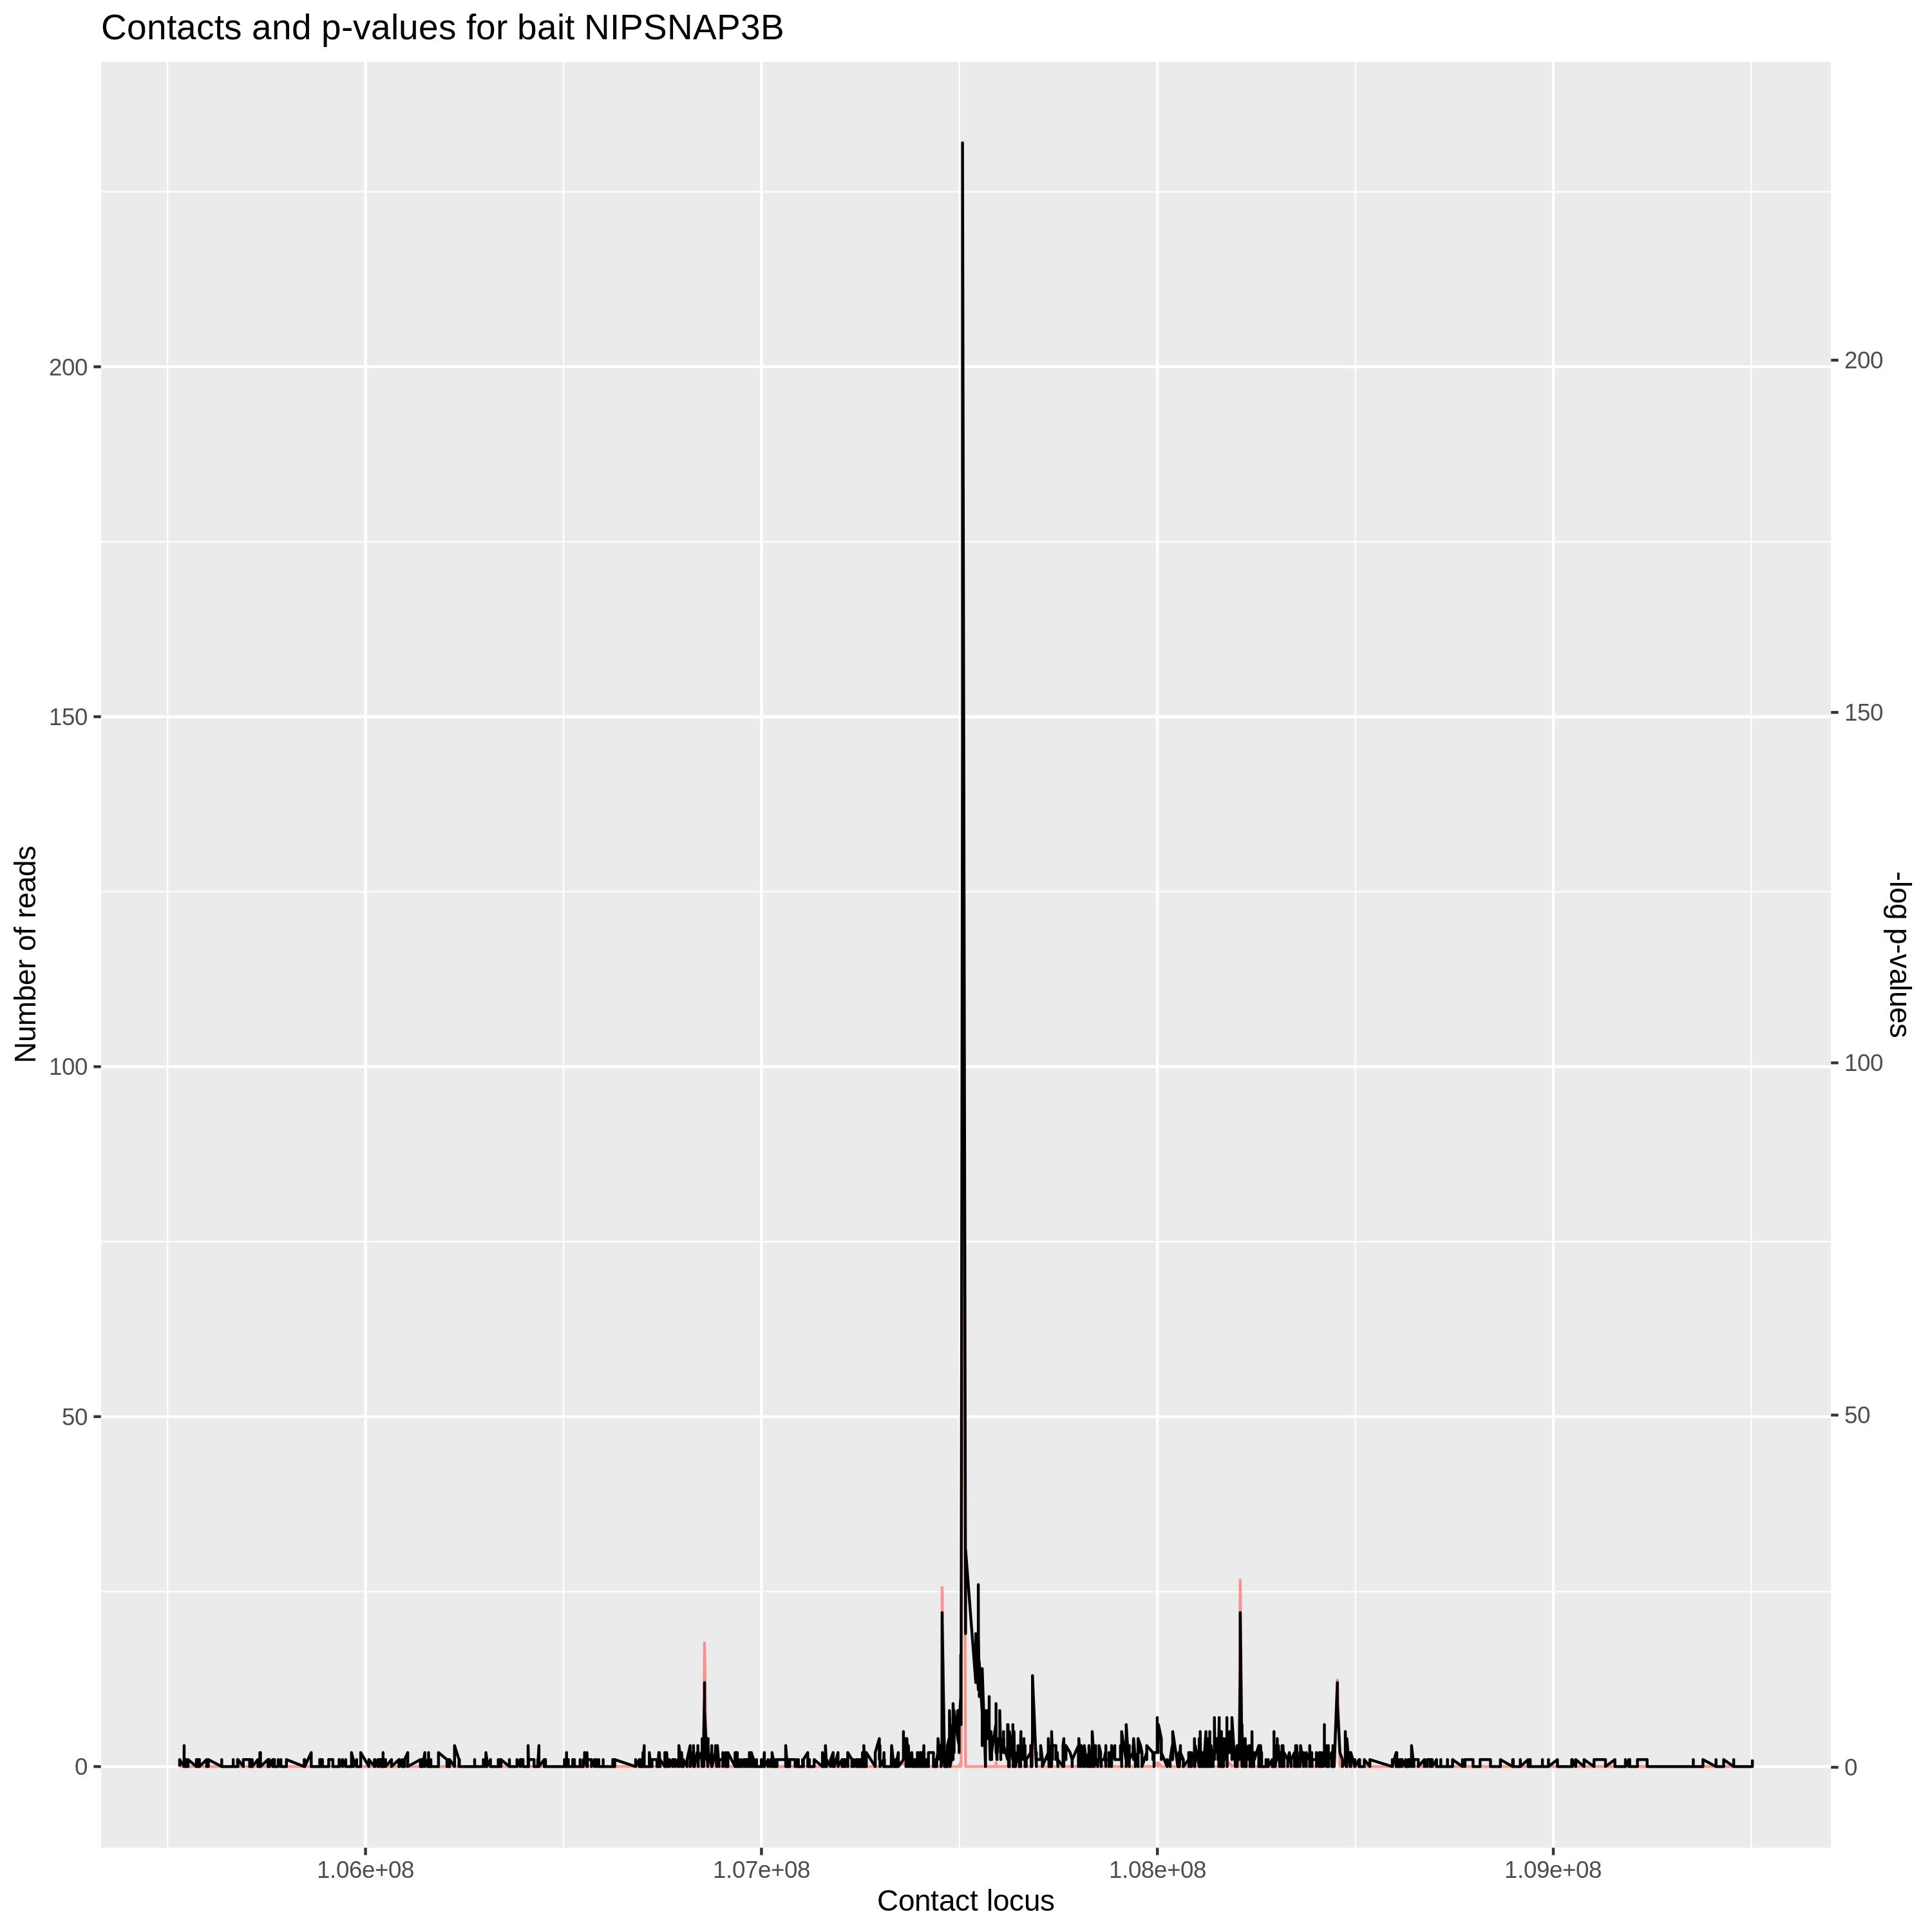 Contacts and p-values for bait NIPSNAP3B
200
150
100
50
0
Number of reads
200
150
100
50
0
-log p-values
1.06e+08
1.07e+08
1.08e+08
1.09e+08
Contact locus